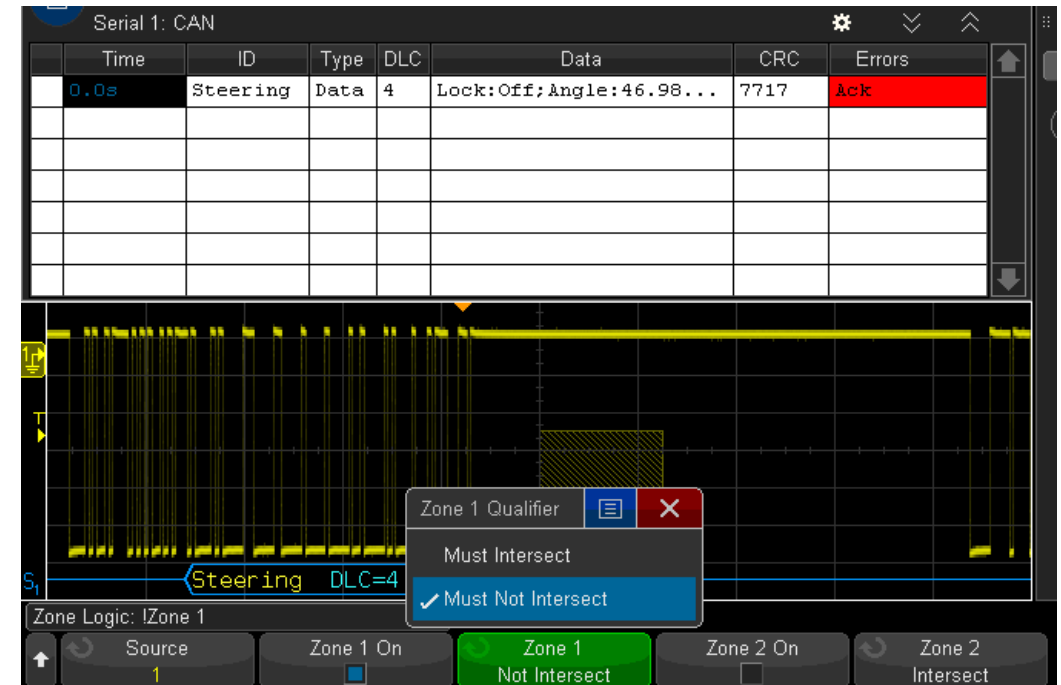 Serial 1: CAN
Time ID Type DLC Data CRC Errors
0.0s Steering Data 4 Lock:Off;Angle:46.98... 7717 Ack
1
T
Zone 1 Qualifier
Must Intersect
Must Not Intersect
S1 Steering DLC=4
Zone Logic: !Zone 1
Source Zone 1 On Zone 1 Zone 2 On Zone 2
1 Not Intersect Intersect